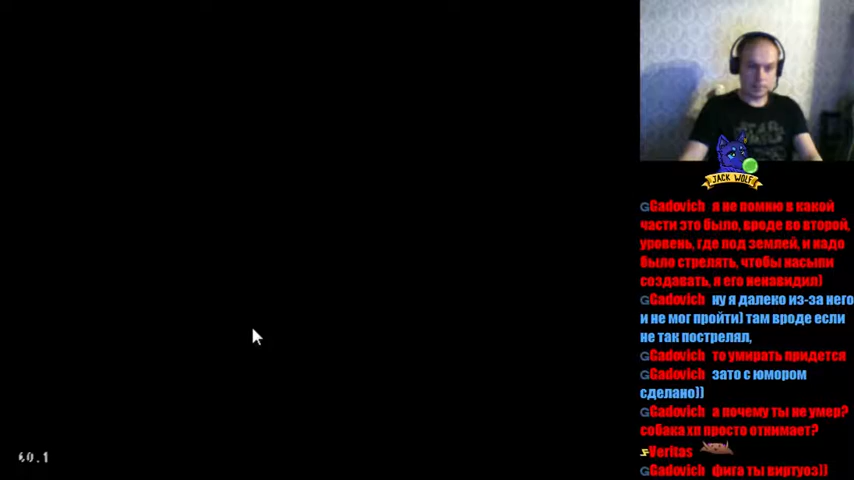 JACK WOLF
Gadovich я не помню в какой
части это было, вроде во второй,
уровень, где под землей, и надо
было стрелять, чтобы насыпи
создавать, я его ненавидил)
Gadovich ну я далеко из-за него
и не мог пройти) там вроде если
не так пострелял,
Gadovich то умирать придется
Gadovich зато с юмором
сделано))
Gadovich а почему ты не умер?
собака хп просто отнимает?
Veritas
Gadovich фига ты виртуоз))
60.1